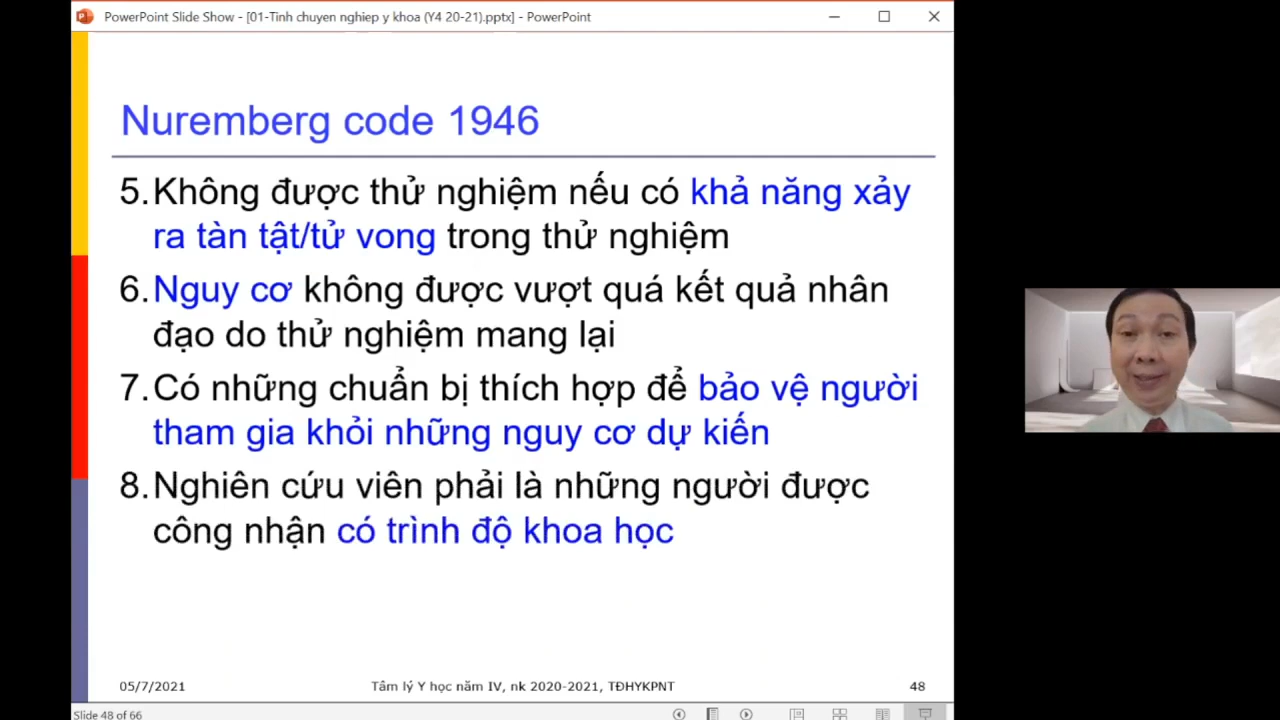 PowerPoint Slide Show - [01-Tinh chuyen nghiep y khoa (Y4 20-21).pptx] - PowerPoint
Nuremberg code 1946
5.Không được thử nghiệm nếu có khả năng xảy
ra tàn tật/tử vong trong thử nghiệm
6.Nguy cơ không được vượt quá kết quả nhân
đạo do thử nghiệm mang lại
7.Có những chuẩn bị thích hợp để bảo vệ người
tham gia khỏi những nguy cơ dự kiến
8.Nghiên cứu viên phải là những người được
công nhận có trình độ khoa học
05/7/2021 Tâm lý Y học năm IV, nk 2020-2021, TĐHYKPNT 48
Slide 48 of 66